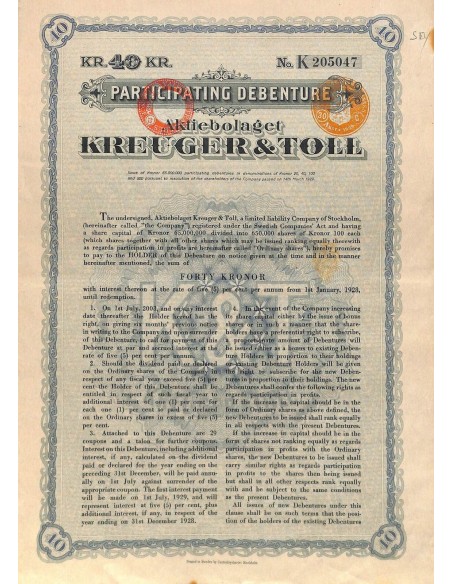 40
40
S.D.
KR. 40 KR.
No. K 205047
PARTICIPATING DEBENTURE
Aktiebolaget
KREUGER & TOLL
The undersigned, Aktiebolaget Kreuger & Toll, a limited liability Company of Stockholm,
(hereinafter called "the Company"), registered under the Swedish Companies' Act and having
a share capital of Kronor 65,000,000 divided into 650,000 shares of Kronor 100 each
(which shares together with all other shares which may be issued ranking equally therewith
as regards participation in profits are hereinafter called "Ordinary shares"), hereby promises
to pay to the HOLDER of this Debenture on notice given at the time and in the manner
hereinafter mentioned, the sum of
FORTY KRONOR
with interest thereon at the rate of five (5) per cent per annum from 1st January, 1928,
until redemption.
1. On 1st July, 2003, and on any interest
date thereafter the Holder hereof has the
right, on giving six months' previous notice
in writing to the Company and upon surrender
of this Debenture, to call for payment of this
Debenture at par and accrued interest at the
rate of five (5) per cent per annum.
2. Should the dividend paid or declared
on the Ordinary shares of the Company in
respect of any fiscal year exceed five (5) per
cent the Holder of this Debenture shall be
entitled in respect of such fiscal year to
additional interest of one (1) per cent for
each one (1) per cent so paid or declared
on the Ordinary shares in excess of five (5)
per cent.
3. Attached to this Debenture are 29
coupons and a talon for further coupons.
Interest on this Debenture, including additional
interest, if any, calculated on the dividend
paid or declared for the year ending on the
preceding 31st December, will be paid annu-
ally on 1st July against surrender of the
appropriate coupon. The first interest payment
will be made on 1st July, 1929, and will
represent interest at five (5) per cent, plus
additional interest, if any, in respect of the
year ending on 31st December 1928.
4. In the event of the Company increasing
its share capital either by the issue of bonus
shares or in such a manner that the share-
holders have a preferential right to subscribe,
an amount of new Debentures will
be issued as a bonus to existing Deben-
ture Holders in proportion to their holdings
or existing Debenture Holders will be given
the right to subscribe for the new Deben-
tures in proportion to their holdings. The new
Debentures shall confer the following rights as
regards participation in profits.
If the increase in capital should be in the
form of Ordinary shares as above defined, the
new Debentures to be issued shall rank equally
in all respects with the present Debentures.
If the increase in capital should be in the
form of shares not ranking equally as regards
participation in profits with the Ordinary
shares, the new Debentures to be issued shall
carry similar rights as regards participation
in profits to the shares then being issued
but shall in all other respects rank equally
with and be subject to the same conditions
as the present Debentures.
All issues of new Debentures under this
clause shall be on such terms that the posi-
tion of the holders of the existing Debentures
40
40